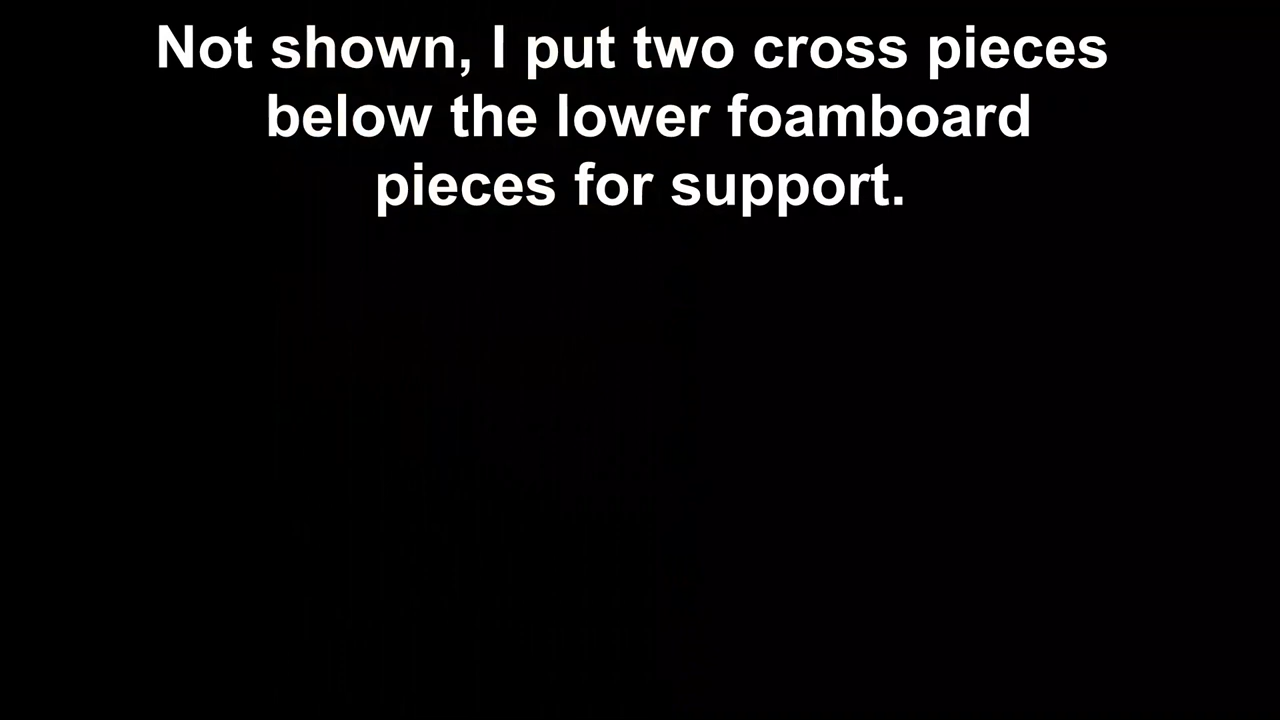 Not shown, I put two cross pieces
below the lower foamboard
pieces for support.